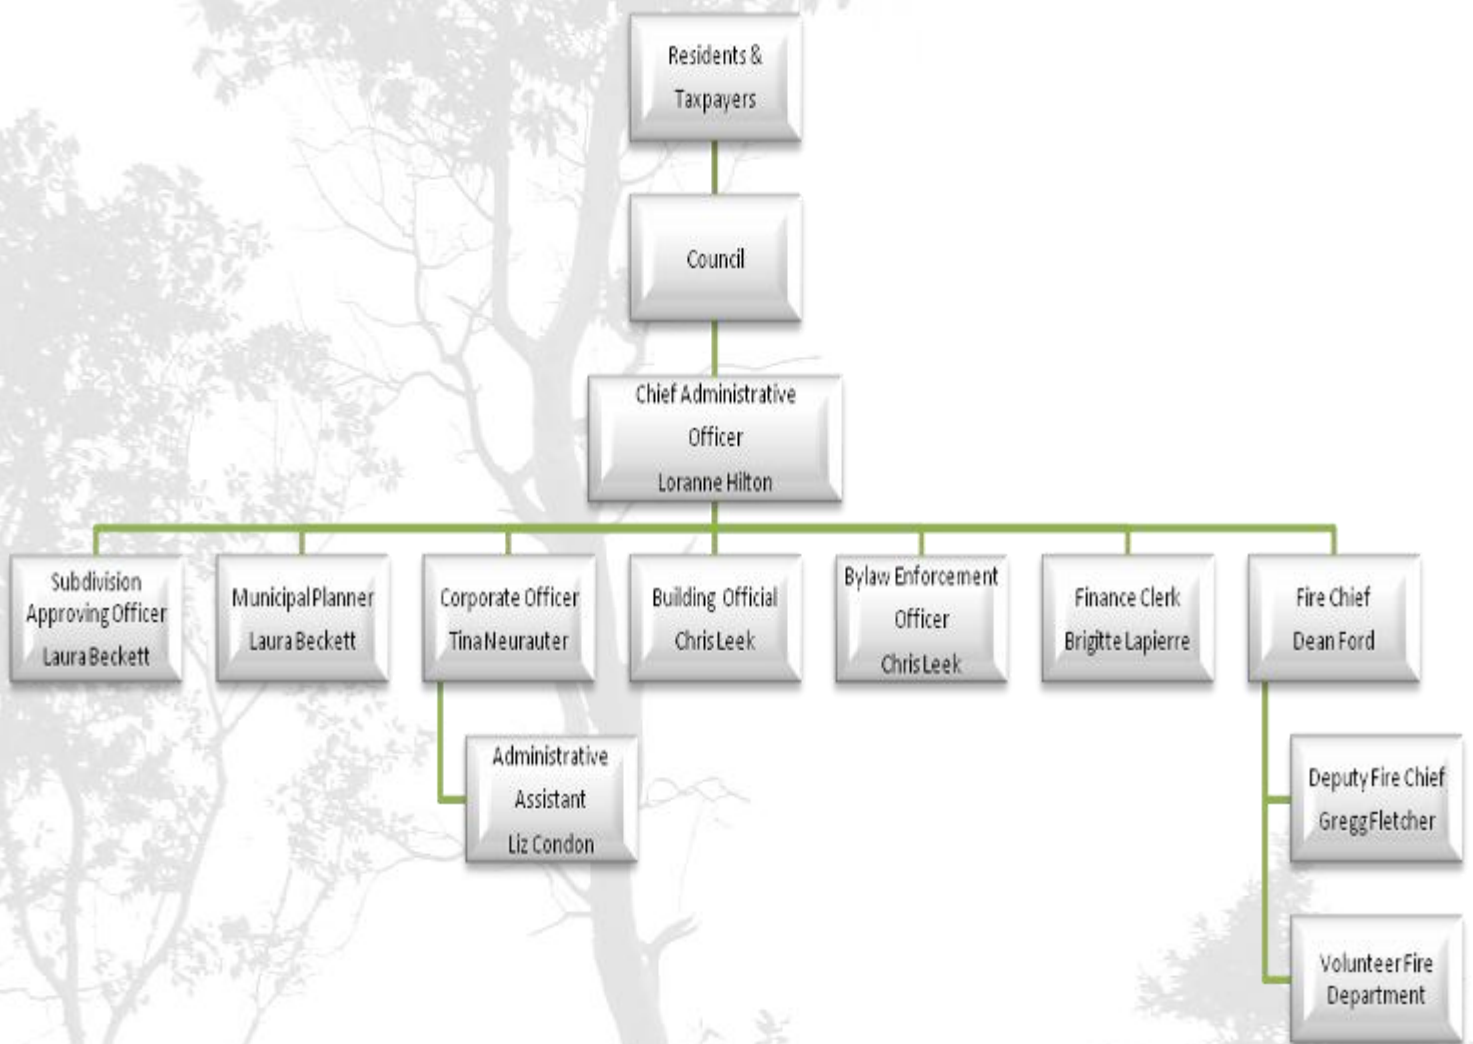 Residents &
Taxpayers
Council
Chief Administrative
Officer
Loranne Hilton
Subdivision
Approving Officer
Laura Beckett
Municipal Planner
Laura Beckett
Corporate Officer
Tina Neurauter
Building Official
Chris Leek
Bylaw Enforcement
Officer
Chris Leek
Finance Clerk
Brigitte Lapierre
Fire Chief
Dean Ford
Administrative
Assistant
Liz Condon
Deputy Fire Chief
Gregg Fletcher
Volunteer Fire
Department